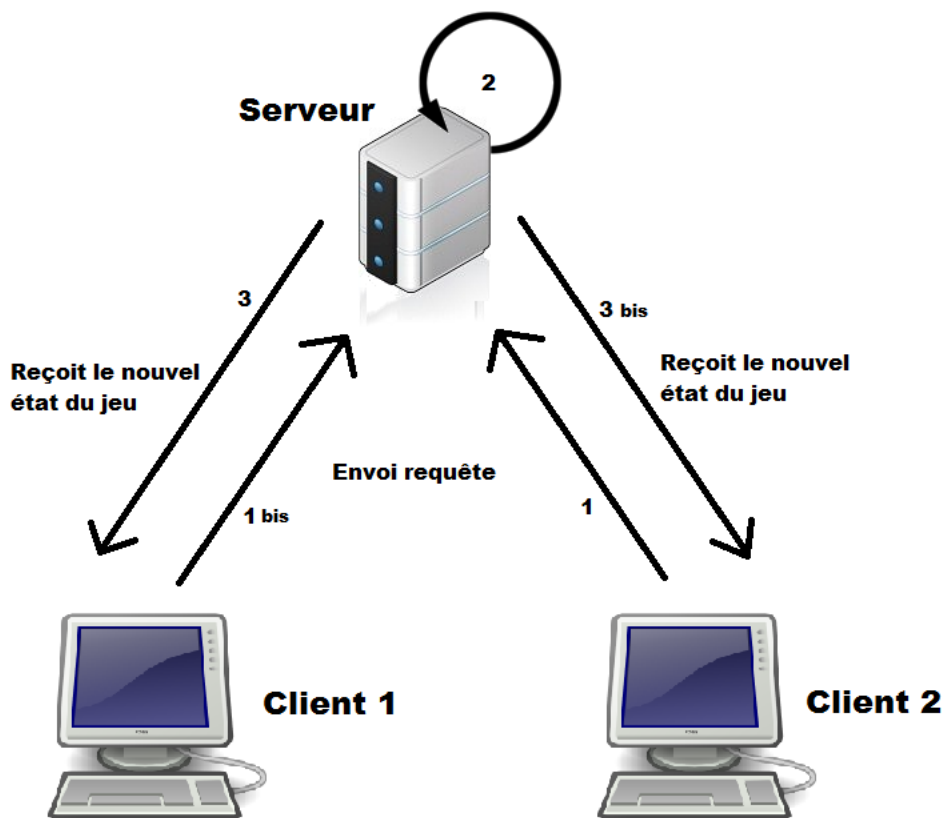 2
Serveur
3
3 bis
Reçoit le nouvel
état du jeu
Reçoit le nouvel
état du jeu
Envoi requête
1 bis
1
Client 1
Client 2